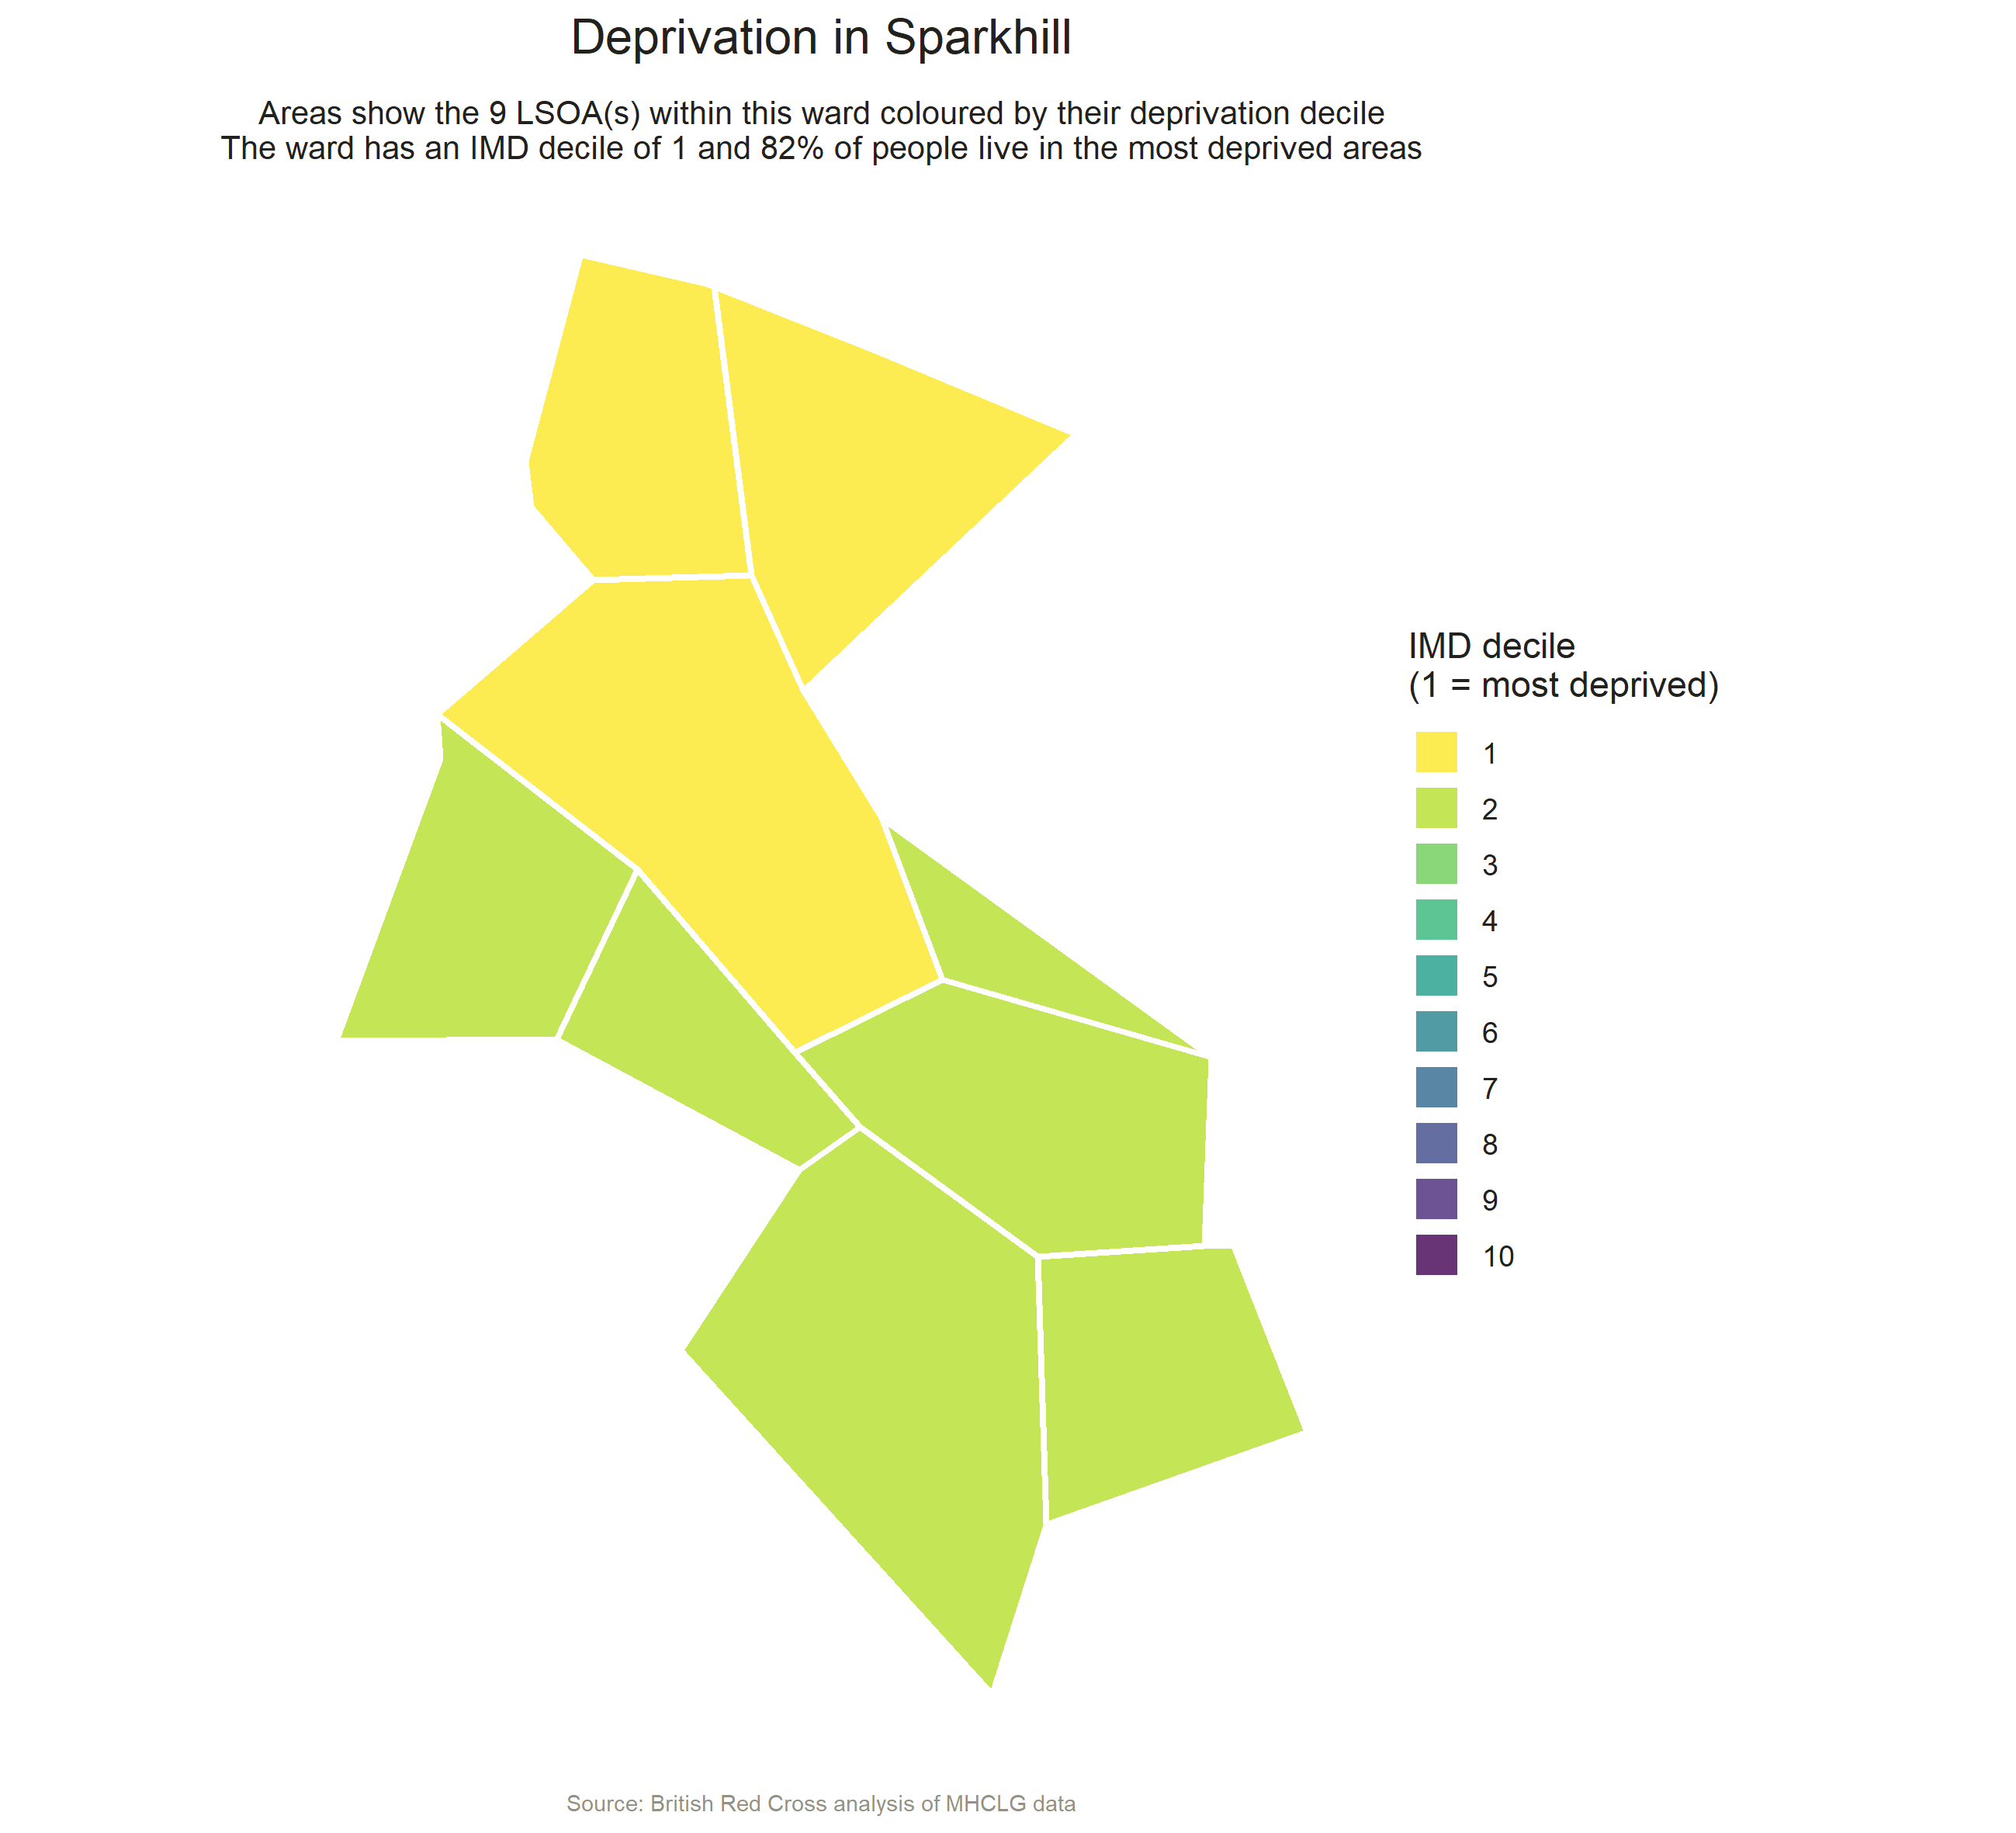 Deprivation in Sparkhill
Areas show the 9 LSOA(s) within this ward coloured by their deprivation decile
The ward has an IMD decile of 1 and 82% of people live in the most deprived areas
IMD decile
(1 = most deprived)
1
2
3
4
5
6
7
8
9
10
Source: British Red Cross analysis of MHCLG data